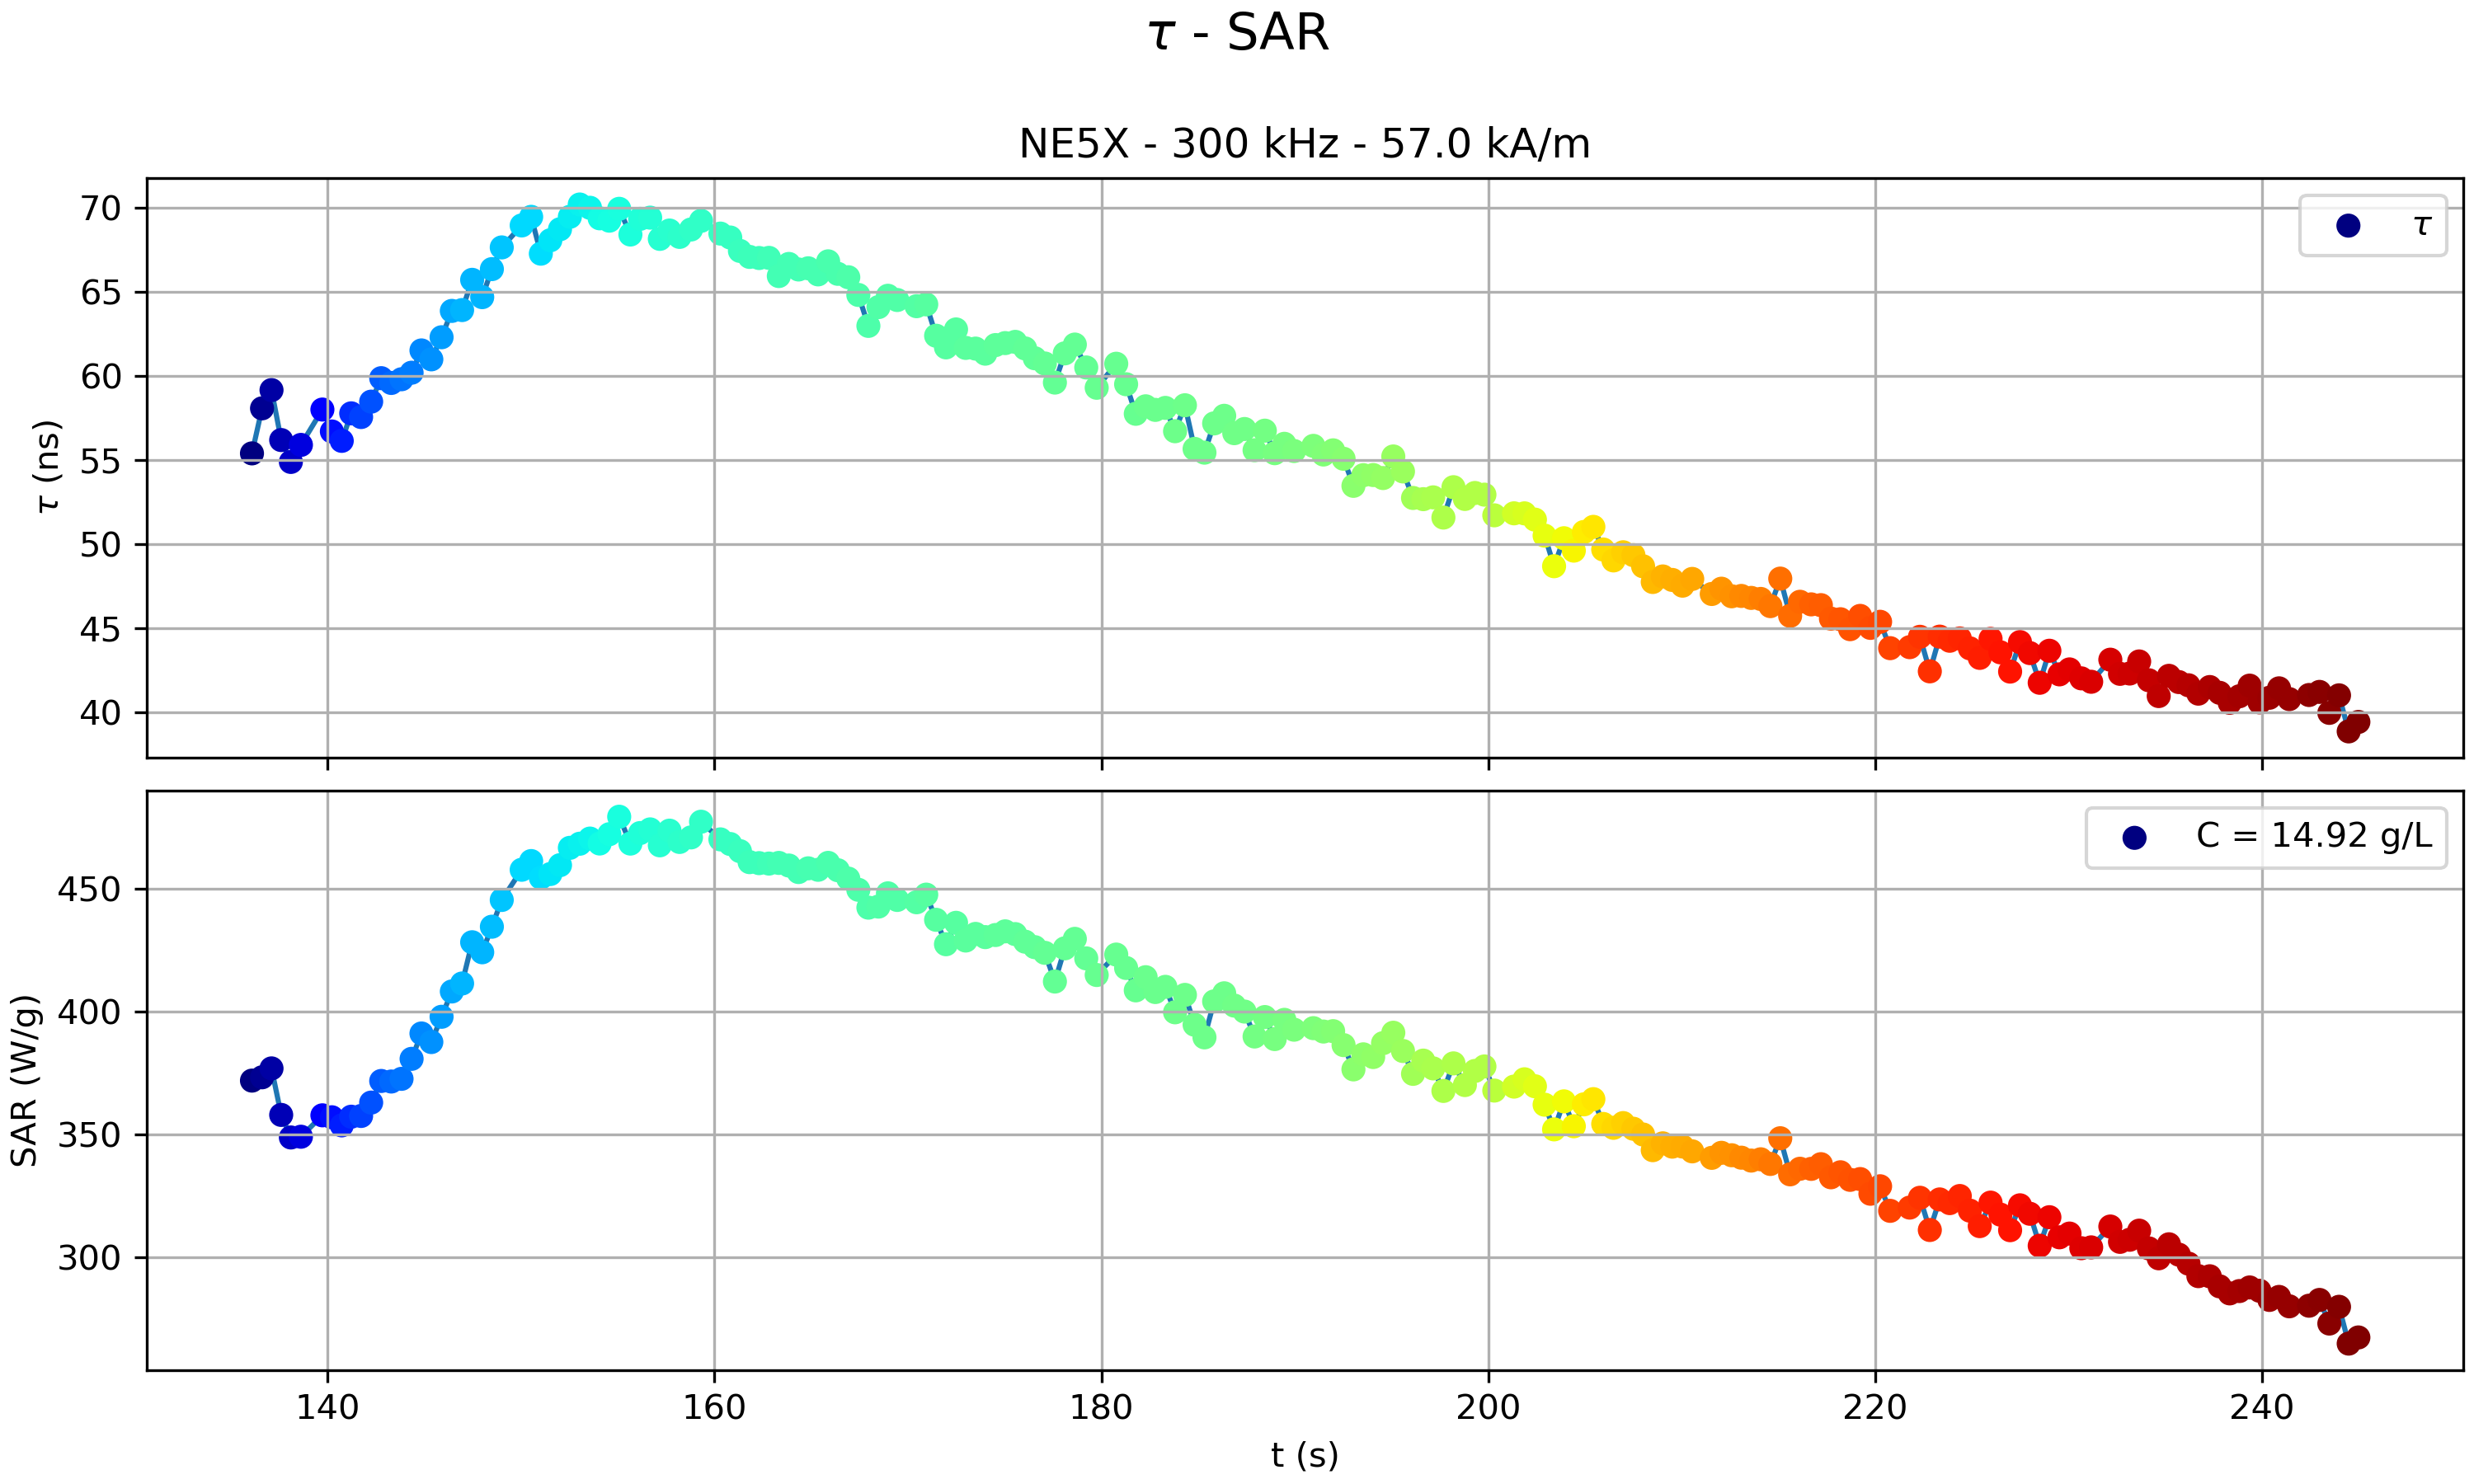 τ - SAR
NE5X - 300 kHz - 57.0 kA/m
τ
70
65
60
55
50
45
40
τ (ns)
C = 14.92 g/L
450
400
350
300
SAR (W/g)
140 160 180 200 220 240
t (s)